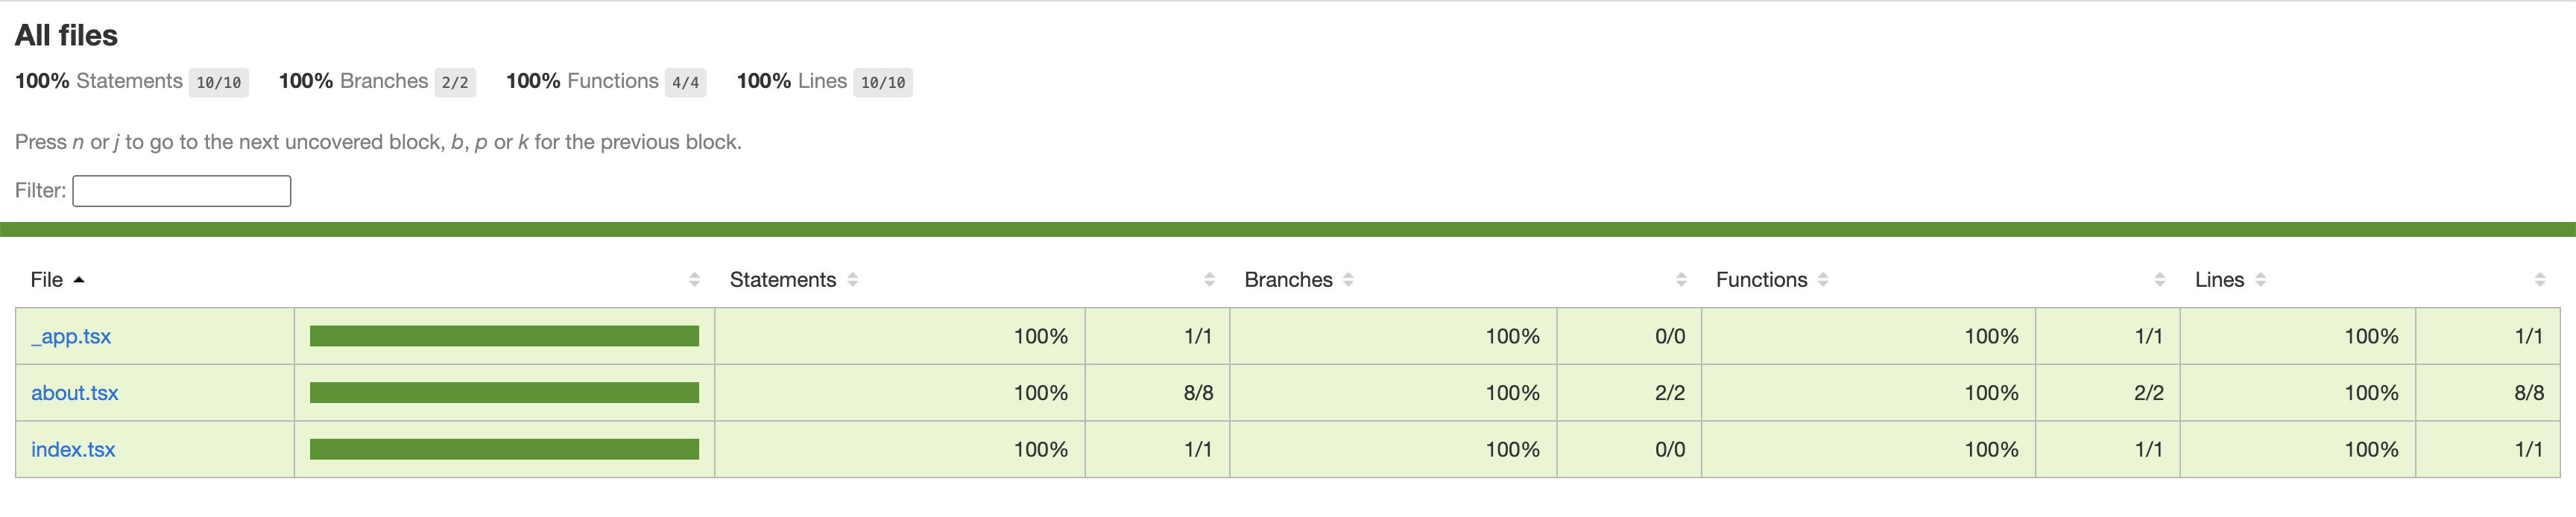 All files
100% Statements 10/10 100% Branches 2/2 100% Functions 4/4 100% Lines 10/10
Press n or j to go to the next uncovered block, b, p or k for the previous block.
Filter:
File Statements Branches Functions Lines
_app.tsx 100% 1/1 100% 0/0 100% 1/1 100% 1/1
about.tsx 100% 8/8 100% 2/2 100% 2/2 100% 8/8
index.tsx 100% 1/1 100% 0/0 100% 1/1 100% 1/1